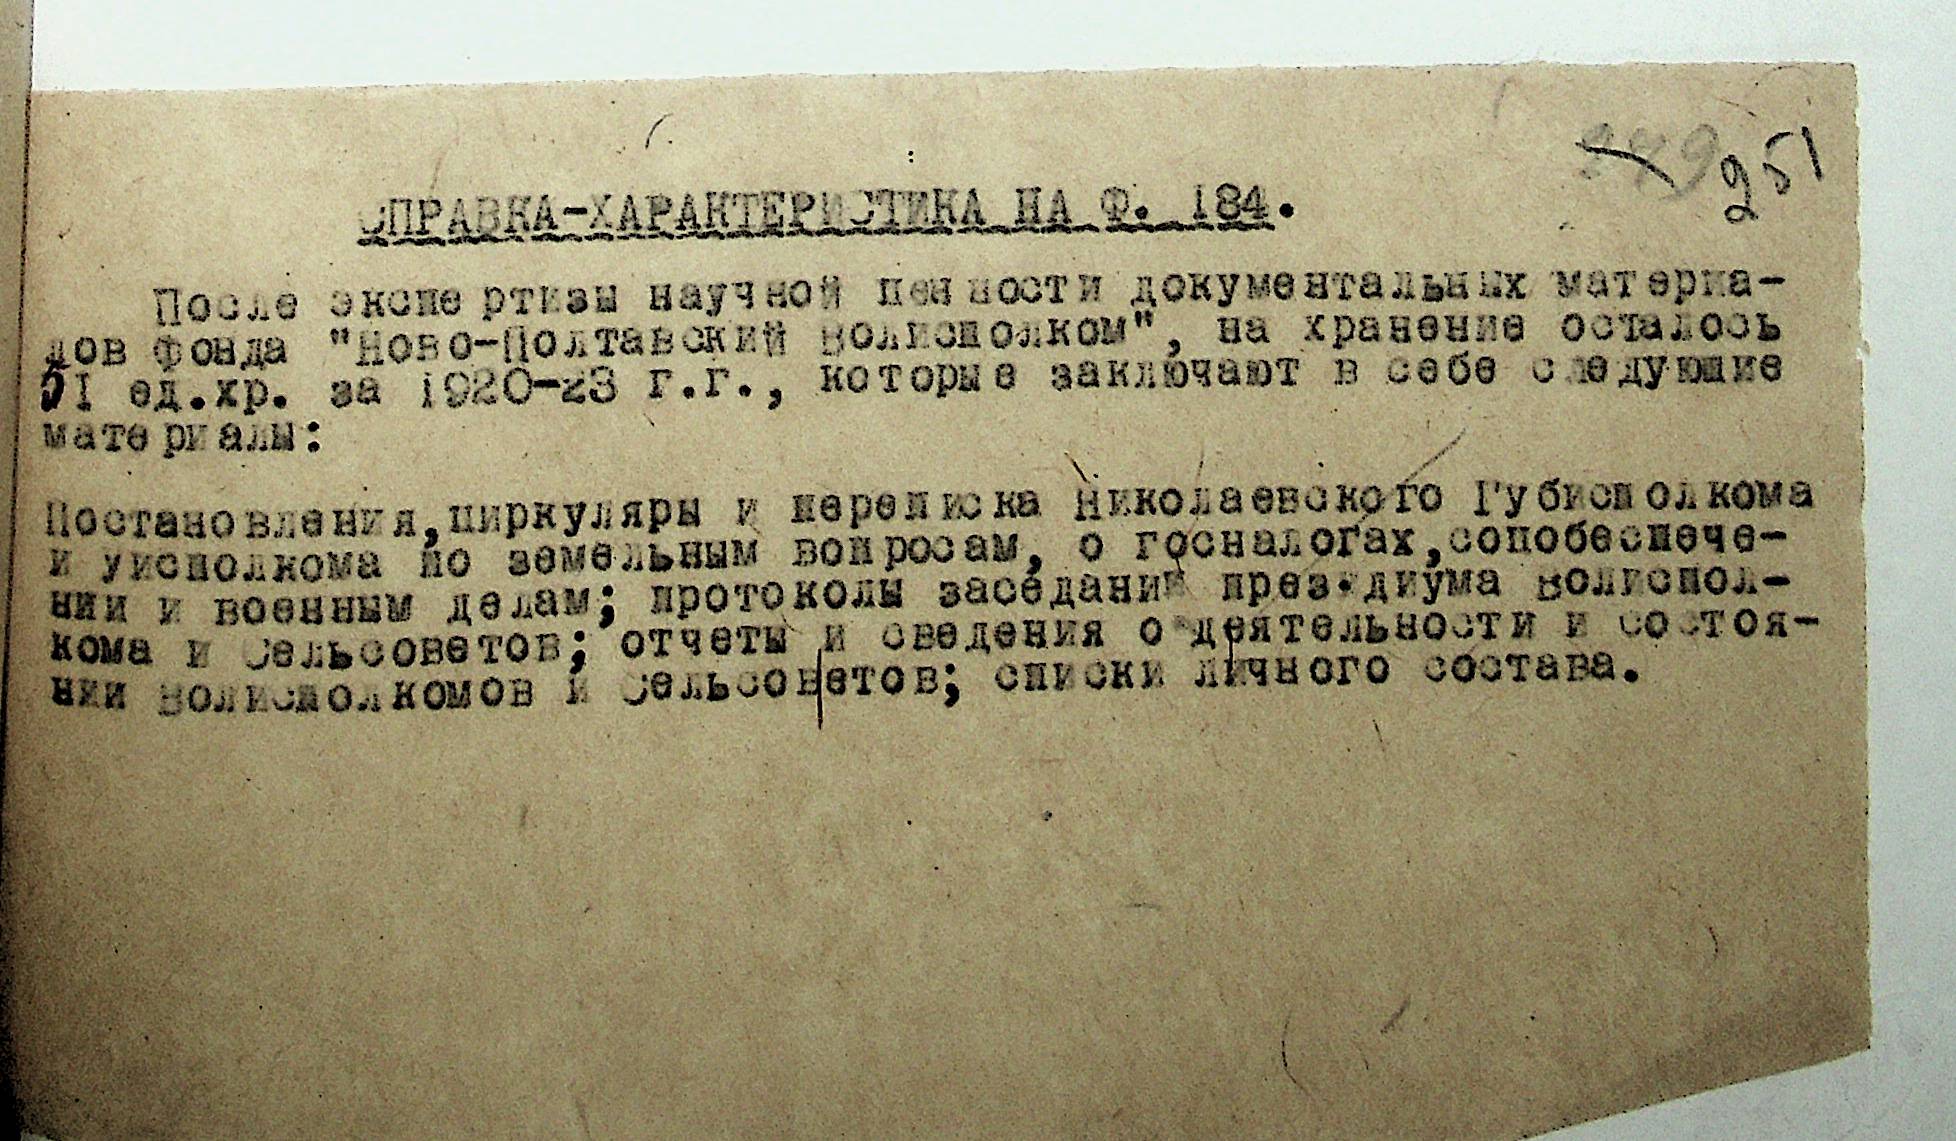 251
СПРАВКА-ХАРАКТЕРИСТИКА НА Ф. 184.
После экспертизы научной ценности документальных материа-
лов фонда "Ново-Полтавский Волисполком", на хранение осталось
51 ед.хр. за 1920-23 г.г., которые заключают в себе следующие
материалы:
Постановления, циркуляры и переписка Николаевского Губисполкома
и уисполкома по земельным вопросам, о госналогах, сопобеспече-
нии и военным делам; протоколы заседаний президиума Волиспол-
кома и Сельсоветов; отчеты и сведения о деятельности и состоя-
нии Волисполкомов и Сельсоветов; списки личного состава.